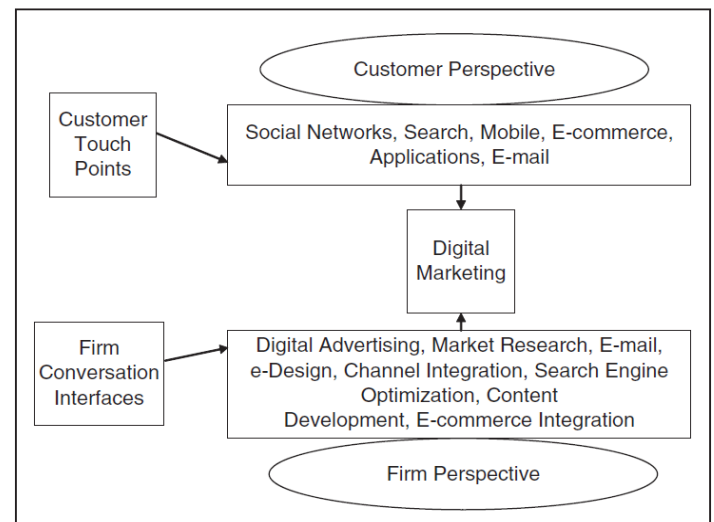 Customer Perspective
Customer
Touch
Points
Social Networks, Search, Mobile, E-commerce,
Applications, E-mail
Digital
Marketing
Firm
Conversation
Interfaces
Digital Advertising, Market Research, E-mail,
e-Design, Channel Integration, Search Engine
Optimization, Content
Development, E-commerce Integration
Firm Perspective